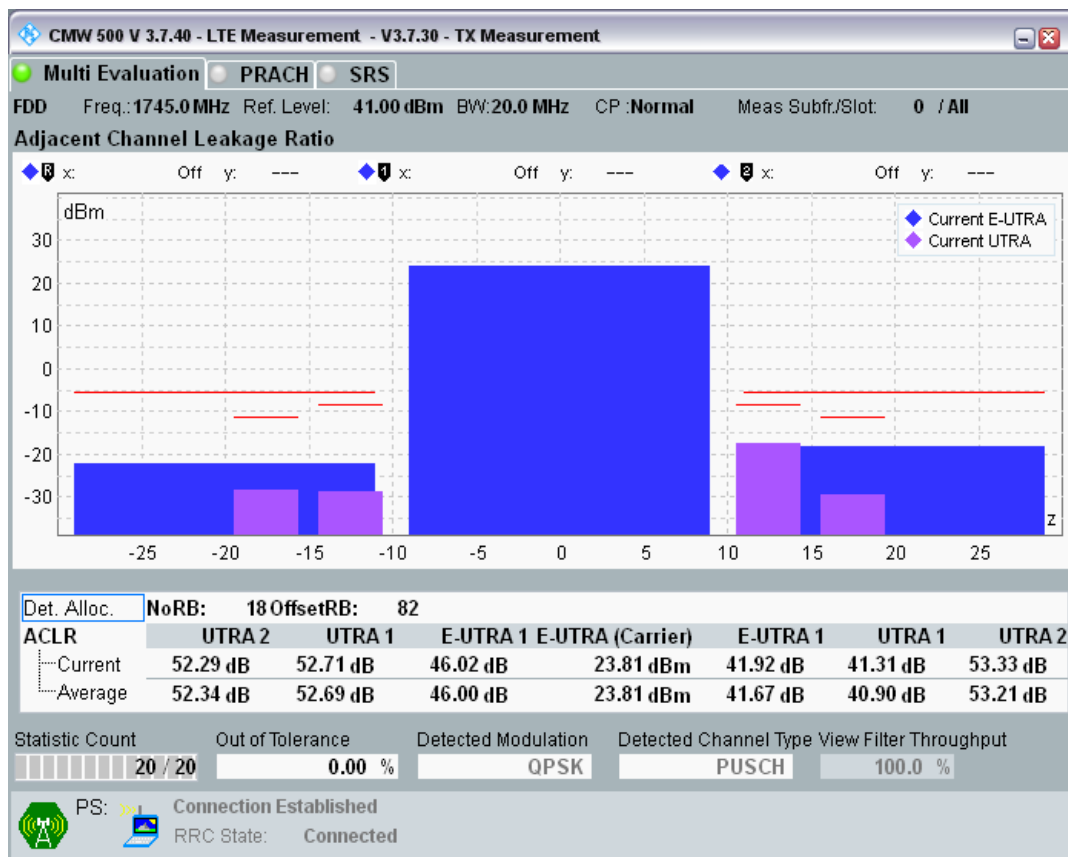 CMW 500 V 3.7.40 - LTE Measurement - V3.7.30 - TX Measurement
Multi Evaluation PRACH SRS
FDD Freq.:1745.0 MHz Ref. Level: 41.00 dBm BW:20.0 MHz CP :Normal Meas Subfr./Slot: 0 / All
Adjacent Channel Leakage Ratio
R x: Off y: --- 1 x: Off y: --- 2 x: Off y: ---
dBm
Current E-UTRA
Current UTRA
30
20
10
0
-10
-20
-30
z
-25 -20 -15 -10 -5 0 5 10 15 20 25
Det. Alloc. NoRB: 18 OffsetRB: 82
ACLR UTRA 2 UTRA 1 E-UTRA 1 E-UTRA (Carrier) E-UTRA 1 UTRA 1 UTRA 2
Current 52.29 dB 52.71 dB 46.02 dB 23.81 dBm 41.92 dB 41.31 dB 53.33 dB
Average 52.34 dB 52.69 dB 46.00 dB 23.81 dBm 41.67 dB 40.90 dB 53.21 dB
Statistic Count Out of Tolerance Detected Modulation Detected Channel Type View Filter Throughput
20 / 20 0.00 % QPSK PUSCH 100.0 %
PS: Connection Established
RRC State: Connected